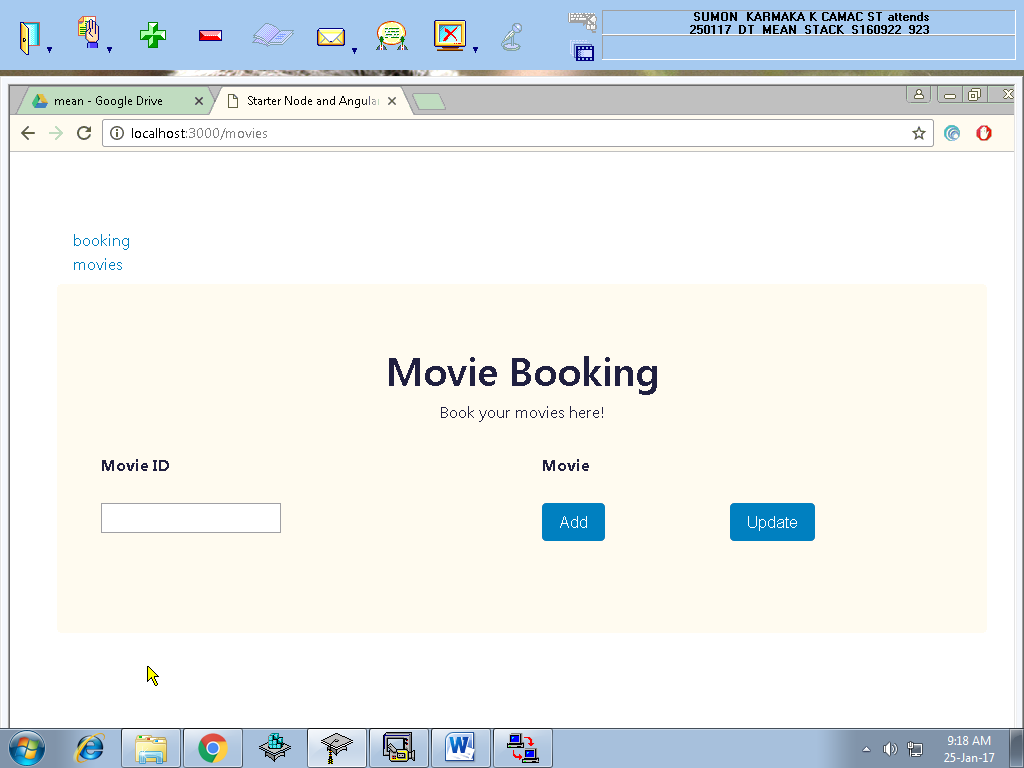 SUMON KARMAKA K CAMAC ST attends
250117 DT MEAN STACK S160922 923
mean - Google Drive
Starter Node and Angula
localhost:3000/movies
booking
movies
Movie Booking
Book your movies here!
Movie ID Movie
Add Update
9:18 AM
25-Jan-17